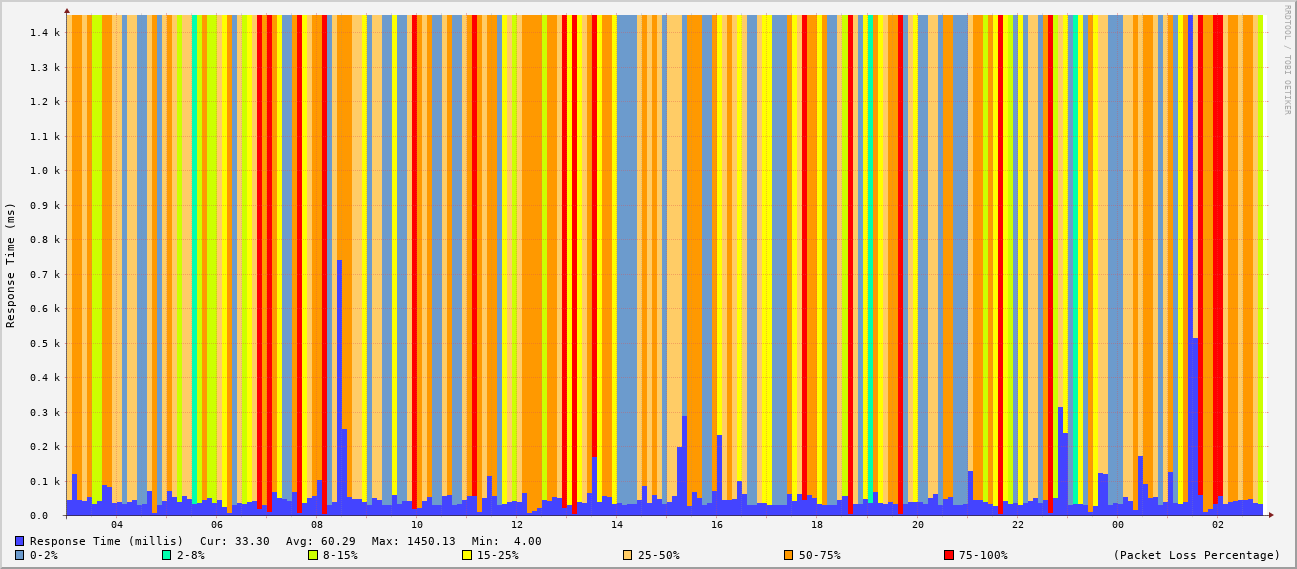 RRDTOOL / TOBI OETIKER
Response Time (ms)
1.4 k
1.3 k
1.2 k
1.1 k
1.0 k
0.9 k
0.8 k
0.7 k
0.6 k
0.5 k
0.4 k
0.3 k
0.2 k
0.1 k
0.0
04 06 08 10 12 14 16 18 20 22 00 02
Response Time (millis) Cur: 33.30 Avg: 60.29 Max: 1450.13 Min: 4.00
0-2% 2-8% 8-15% 15-25% 25-50% 50-75% 75-100% (Packet Loss Percentage)